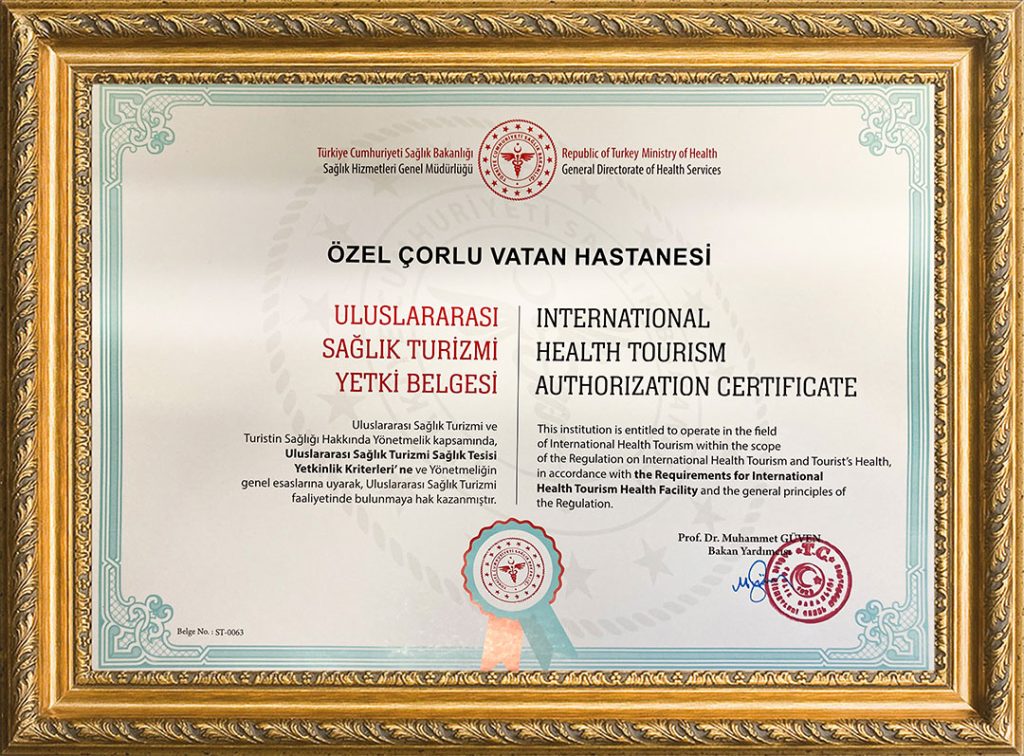 Türkiye Cumhuriyeti Sağlık Bakanlığı
Sağlık Hizmetleri Genel Müdürlüğü
Republic of Turkey Ministry of Health
General Directorate of Health Services
ÖZEL ÇORLU VATAN HASTANESİ
ULUSLARARASI
SAĞLIK TURİZMİ
YETKİ BELGESİ
INTERNATIONAL
HEALTH TOURISM
AUTHORIZATION CERTIFICATE
Uluslararası Sağlık Turizmi ve
Turistin Sağlığı Hakkında Yönetmelik kapsamında,
Uluslararası Sağlık Turizmi Sağlık Tesisi
Yetkinlik Kriterleri' ne ve Yönetmeliğin
genel esaslarına uyarak, Uluslararası Sağlık Turizmi
faaliyetinde bulunmaya hak kazanmıştır.
This institution is entitled to operate in the field
of International Health Tourism within the scope
of the Regulation on International Health Tourism and Tourist's Health,
in accordance with the Requirements for International
Health Tourism Health Facility and the general principles of
the Regulation.
Prof. Dr. Muhammet GÜVEN
Bakan Yardımcısı
T.C.
Belge No. : ST-0063